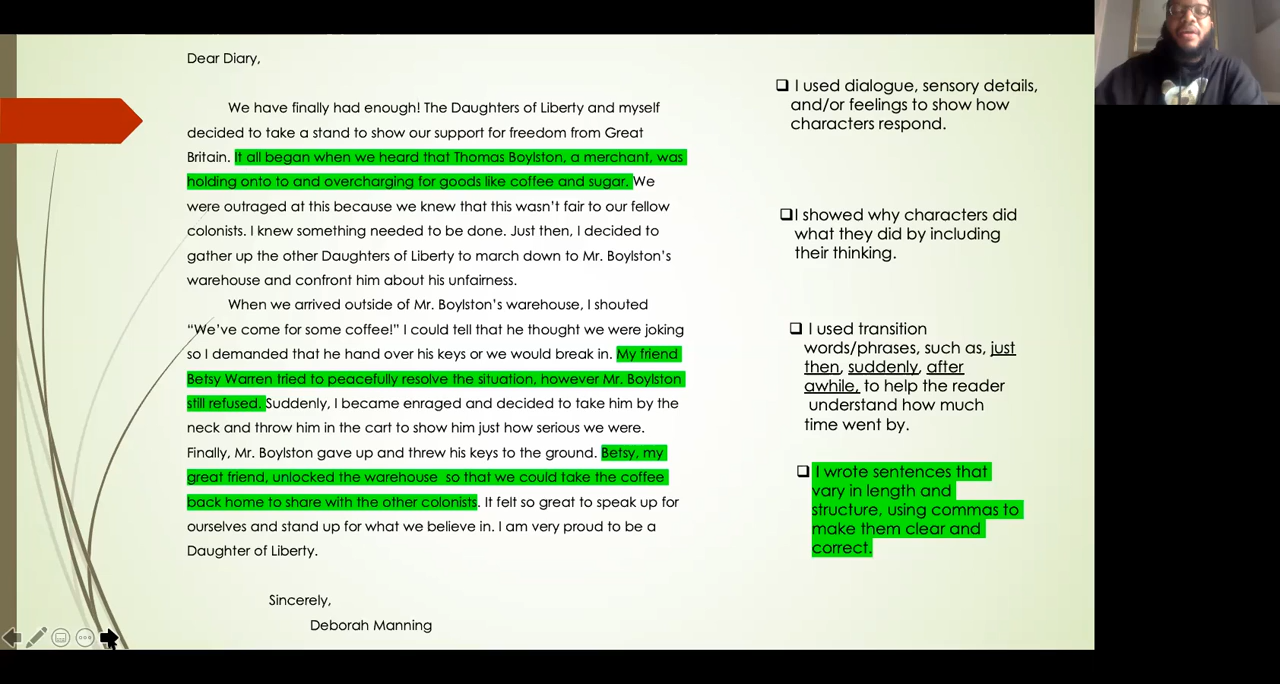 Dear Diary,
We have finally had enough! The Daughters of Liberty and myself
decided to take a stand to show our support for freedom from Great
Britain. It all began when we heard that Thomas Boylston, a merchant, was
holding onto to and overcharging for goods like coffee and sugar. We
were outraged at this because we knew that this wasn't fair to our fellow
colonists. I knew something needed to be done. Just then, I decided to
gather up the other Daughters of Liberty to march down to Mr. Boylston's
warehouse and confront him about his unfairness.
When we arrived outside of Mr. Boylston's warehouse, I shouted
"We've come for some coffee!" I could tell that he thought we were joking
so I demanded that he hand over his keys or we would break in. My friend
Betsy Warren tried to peacefully resolve the situation, however Mr. Boylston
still refused. Suddenly, I became enraged and decided to take him by the
neck and throw him in the cart to show him just how serious we were.
Finally, Mr. Boylston gave up and threw his keys to the ground. Betsy, my
great friend, unlocked the warehouse so that we could take the coffee
back home to share with the other colonists. It felt so great to speak up for
ourselves and stand up for what we believe in. I am very proud to be a
Daughter of Liberty.
Sincerely,
Deborah Manning
I used dialogue, sensory details,
and/or feelings to show how
characters respond.
I showed why characters did
what they did by including
their thinking.
I used transition
words/phrases, such as, just
then, suddenly, after
awhile, to help the reader
understand how much
time went by.
I wrote sentences that
vary in length and
structure, using commas to
make them clear and
correct.